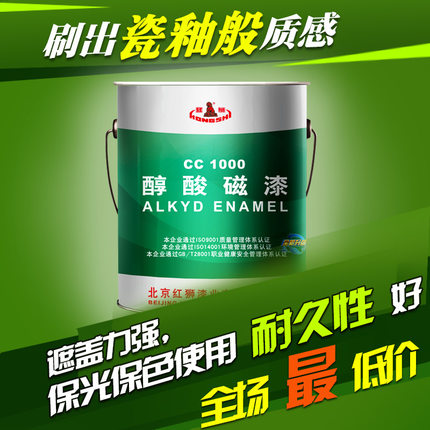 刷出瓷釉般质感
红狮
HONGSHI
CC 1000
醇酸磁漆
ALKYD ENAMEL
本企业通过ISO9001质量管理体系认证
本企业通过ISO14001环境管理体系认证
本企业通过GB/T28001职业健康安全管理体系认证
北京红狮漆业
BEIJING
遮盖力强，
保光保色使用 耐久性 好
全场 最 低价